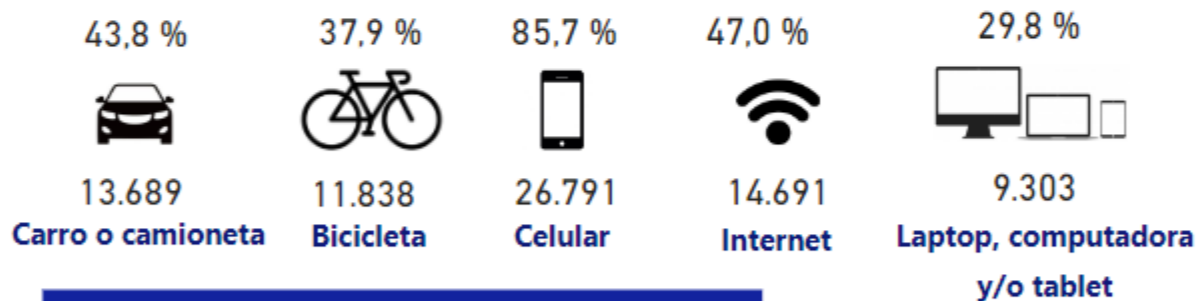 43,8 % 37,9 % 85,7 % 47,0 % 29,8 %
13.689 11.838 26.791 14.691 9.303
Carro o camioneta Bicicleta Celular Internet Laptop, computadora
y/o tablet